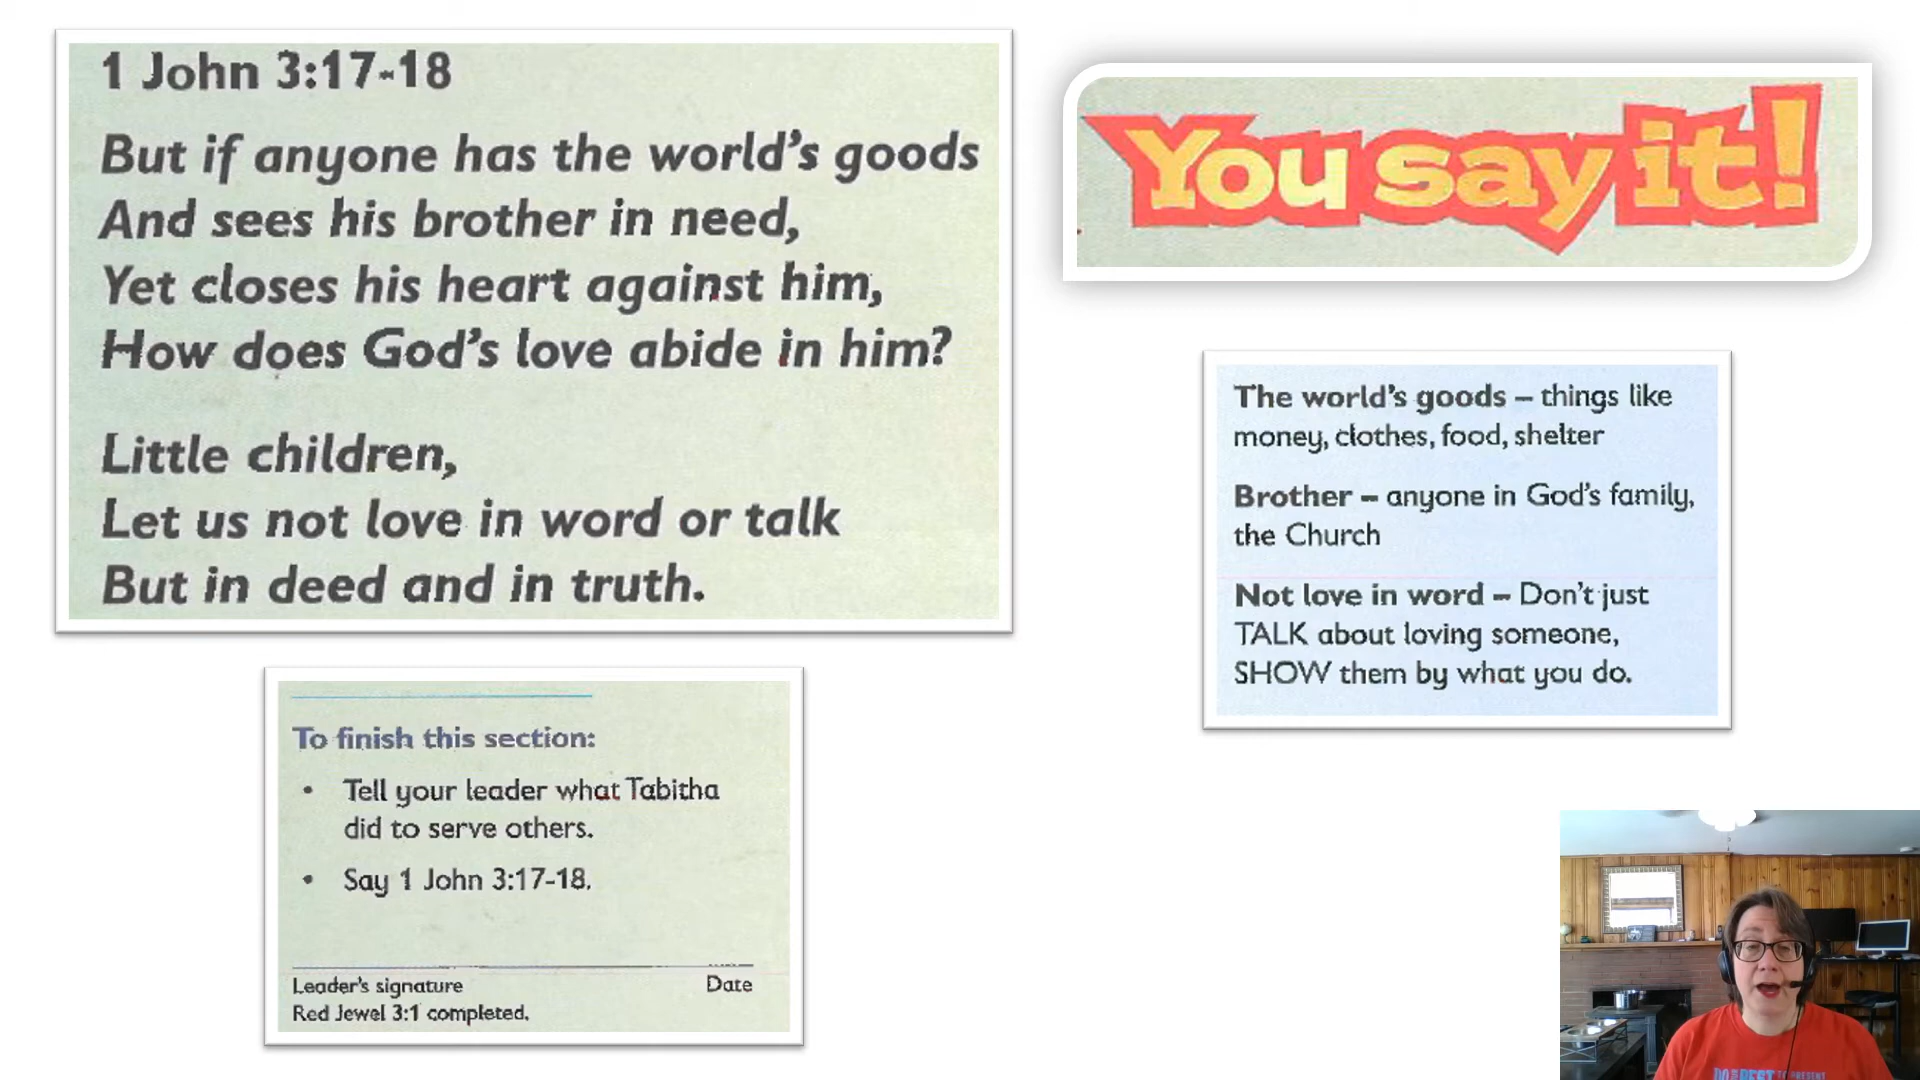 1 John 3:17-18
But if anyone has the world's goods
And sees his brother in need,
Yet closes his heart against him,
How does God's love abide in him?
Little children,
Let us not love in word or talk
But in deed and in truth.
You say it!
The world's goods – things like
money, clothes, food, shelter
Brother – anyone in God's family,
the Church
Not love in word – Don't just
TALK about loving someone,
SHOW them by what you do.
To finish this section:
• Tell your leader what Tabitha
did to serve others.
• Say 1 John 3:17-18.
Leader's signature Date
Red Jewel 3:1 completed.
DO BEST TO PRESENT